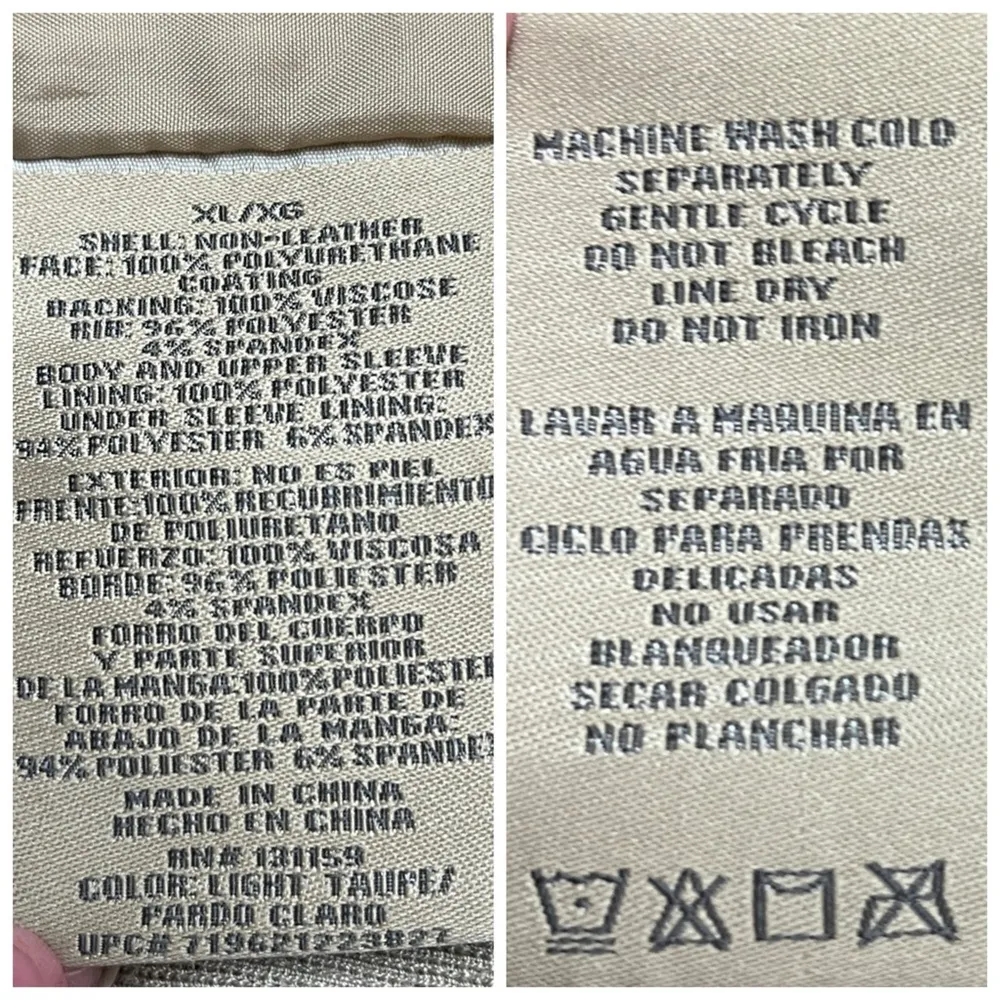 XL/XG
SHELL: NON-LEATHER
FACE: 100% POLYURETHANE
COATING
BACKING: 100% VISCOSE
RIB: 96% POLYESTER
4% SPANDEX
BODY AND UPPER SLEEVE
LINING: 100% POLYESTER
UNDER SLEEVE LINING:
94% POLYESTER 6% SPANDEX
EXTERIOR: NO ES PIEL
FRENTE: 100% RECUBRIMIENTO
DE POLIURETANO
REFUERZO: 100% VISCOSA
BORDE: 96% POLIESTER
4% SPANDEX
FORRO DEL CUERPO
Y PARTE SUPERIOR
DE LA MANGA: 100% POLIESTER
FORRO DE LA PARTE DE
ABAJO DE LA MANGA:
94% POLIESTER 6% SPANDEX
MADE IN CHINA
HECHO EN CHINA
RN# 131159
COLOR: LIGHT TAUPE/
PARDO CLARO
UPC# 719621223827
MACHINE WASH COLD
SEPARATELY
GENTLE CYCLE
DO NOT BLEACH
LINE DRY
DO NOT IRON
LAVAR A MAQUINA EN
AGUA FRIA POR
SEPARADO
CICLO PARA PRENDAS
DELICADAS
NO USAR
BLANQUEADOR
SECAR COLGADO
NO PLANCHAR